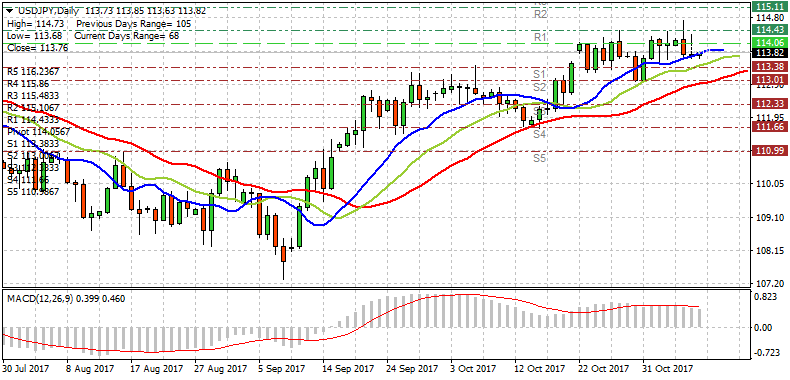 USDJPY,Daily 113.73 113.85 113.63 113.82
High= 114.73 Previous Days Range= 105
Low= 113.68 Current Days Range= 68
Close= 113.76
R5 116.2367
R4 115.86
R3 115.4833
R2 115.1067
R1 114.4333
Pivot 114.0567
S1 113.3833
S4 111.66
S5 110.9867
R2
R1
S1
S2
S4
S5
115.11
114.80
114.43
114.06
113.82
113.38
113.01
112.33
111.95
111.66
110.99
110.05
109.10
108.15
107.20
MACD(12,26,9) 0.399 0.460
0.823
0.00
-0.723
30 Jul 2017
8 Aug 2017
17 Aug 2017
27 Aug 2017
5 Sep 2017
14 Sep 2017
24 Sep 2017
3 Oct 2017
12 Oct 2017
22 Oct 2017
31 Oct 2017